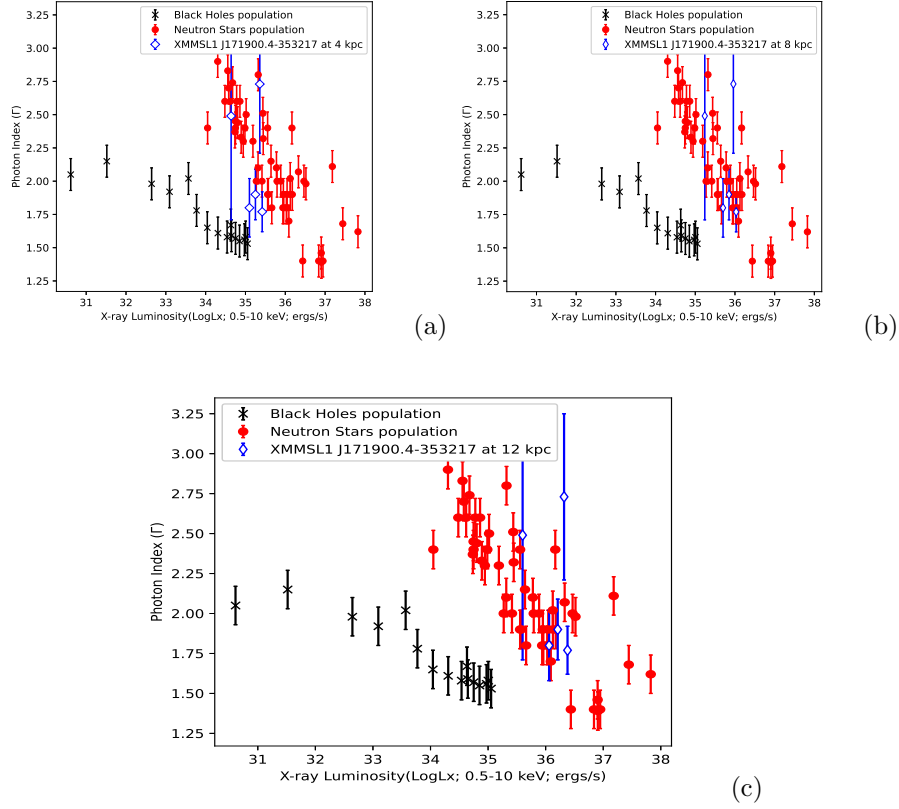 3.25
3.00
2.75
2.50
2.25
2.00
1.75
1.50
1.25
Photon Index (Γ)
Black Holes population
Neutron Stars population
XMMSL1 J171900.4-353217 at 4 kpc
31 32 33 34 35 36 37 38
X-ray Luminosity(LogLx; 0.5-10 keV; ergs/s)
(a)
3.25
3.00
2.75
2.50
2.25
2.00
1.75
1.50
1.25
Photon Index (Γ)
Black Holes population
Neutron Stars population
XMMSL1 J171900.4-353217 at 8 kpc
31 32 33 34 35 36 37 38
X-ray Luminosity(LogLx; 0.5-10 keV; ergs/s)
(b)
3.25
3.00
2.75
2.50
2.25
2.00
1.75
1.50
1.25
Photon Index (Γ)
Black Holes population
Neutron Stars population
XMMSL1 J171900.4-353217 at 12 kpc
31 32 33 34 35 36 37 38
X-ray Luminosity(LogLx; 0.5-10 keV; ergs/s)
(c)